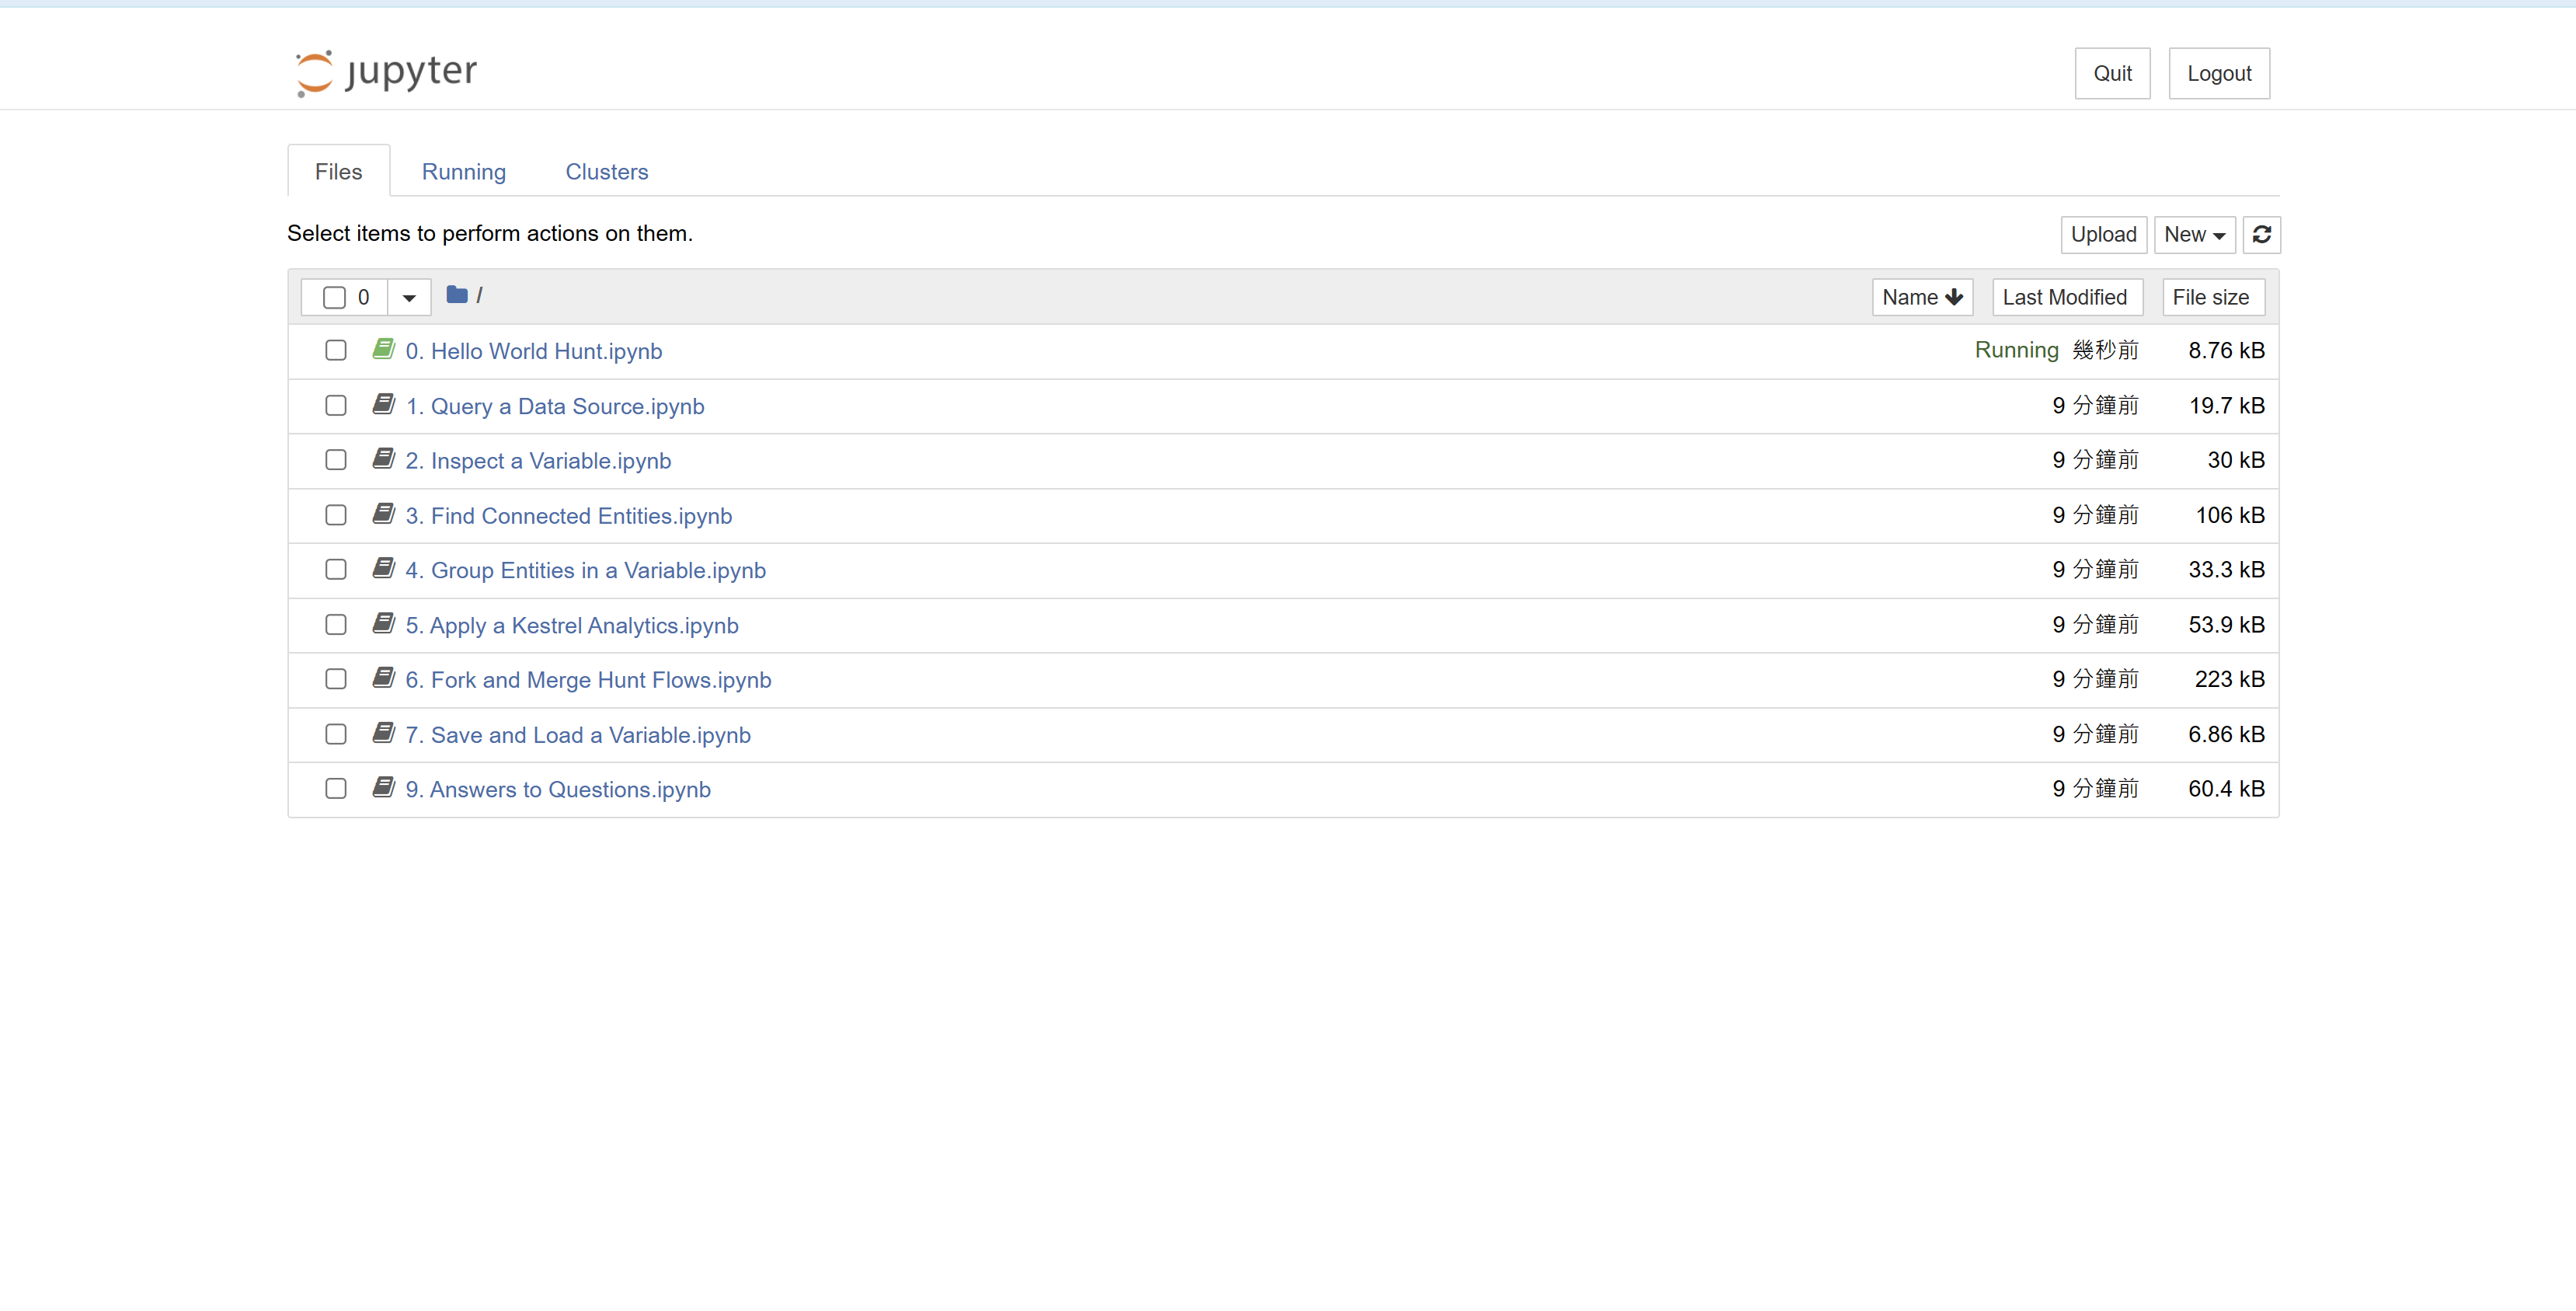 jupyter
Quit Logout
Files Running Clusters
Select items to perform actions on them.
Upload New
0 / Name Last Modified File size
0. Hello World Hunt.ipynb Running 幾秒前 8.76 kB
1. Query a Data Source.ipynb 9 分鐘前 19.7 kB
2. Inspect a Variable.ipynb 9 分鐘前 30 kB
3. Find Connected Entities.ipynb 9 分鐘前 106 kB
4. Group Entities in a Variable.ipynb 9 分鐘前 33.3 kB
5. Apply a Kestrel Analytics.ipynb 9 分鐘前 53.9 kB
6. Fork and Merge Hunt Flows.ipynb 9 分鐘前 223 kB
7. Save and Load a Variable.ipynb 9 分鐘前 6.86 kB
9. Answers to Questions.ipynb 9 分鐘前 60.4 kB